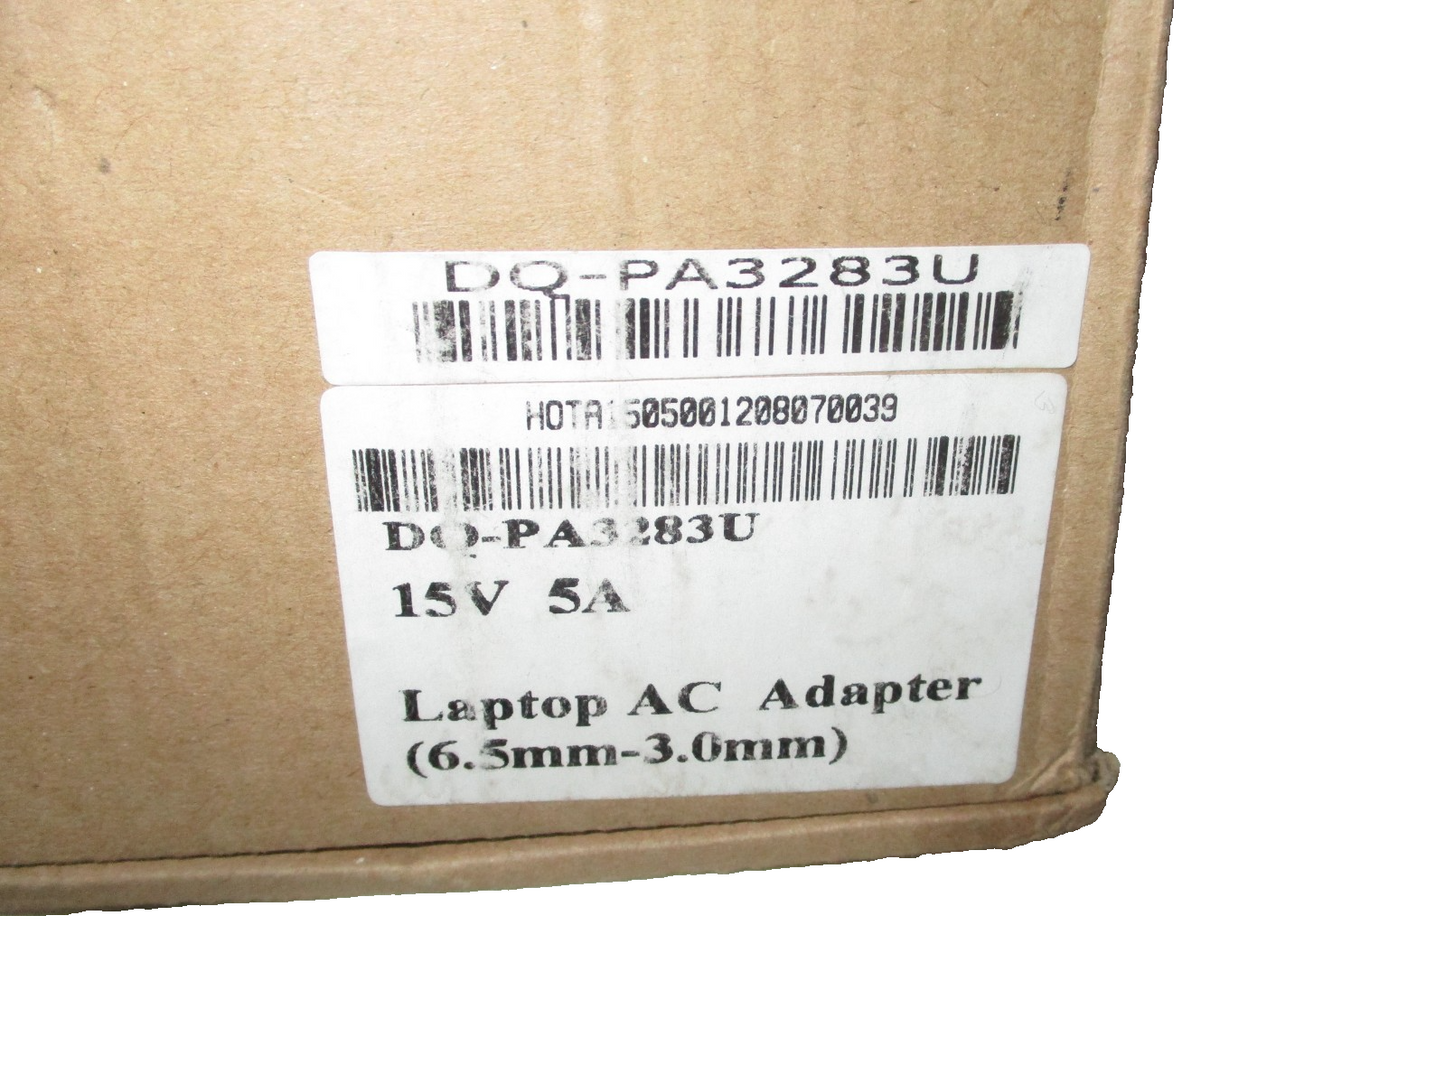 DQ-PA3283U
HOTA1505001208070039
DQ-PA3283U
15V 5A
Laptop AC Adapter
(6.5mm-3.0mm)